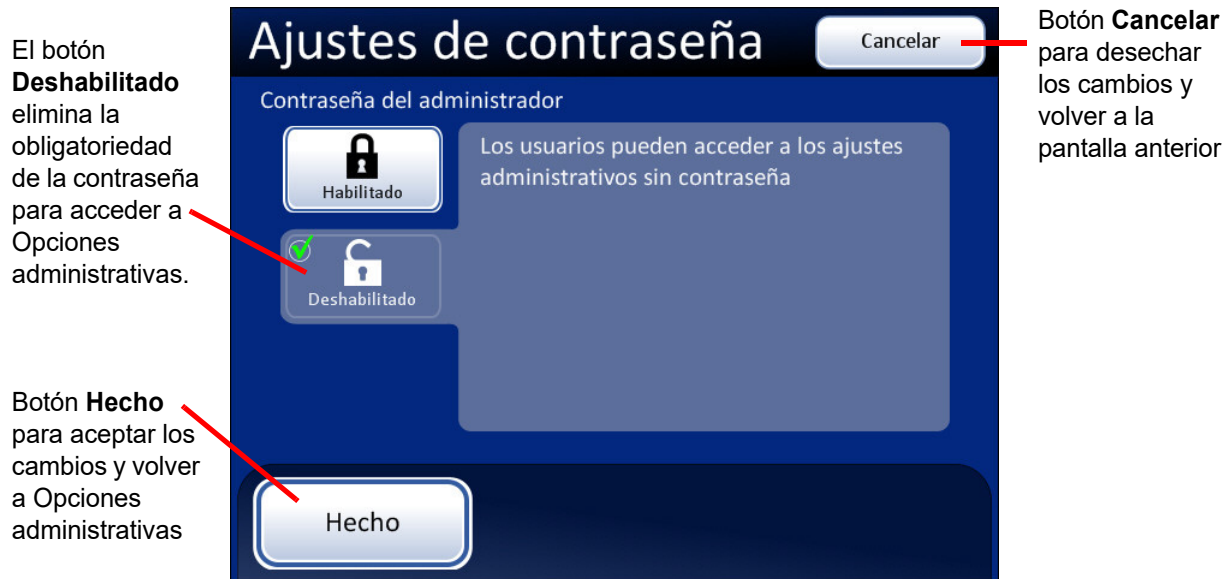 El botón
Deshabilitado
elimina la
obligatoriedad
de la contraseña
para acceder a
Opciones
administrativas.
Botón Hecho
para aceptar los
cambios y volver
a Opciones
administrativas
Ajustes de contraseña
Cancelar
Contraseña del administrador
Habilitado
Los usuarios pueden acceder a los ajustes
administrativos sin contraseña
Deshabilitado
Hecho
Botón Cancelar
para desechar
los cambios y
volver a la
pantalla anterior